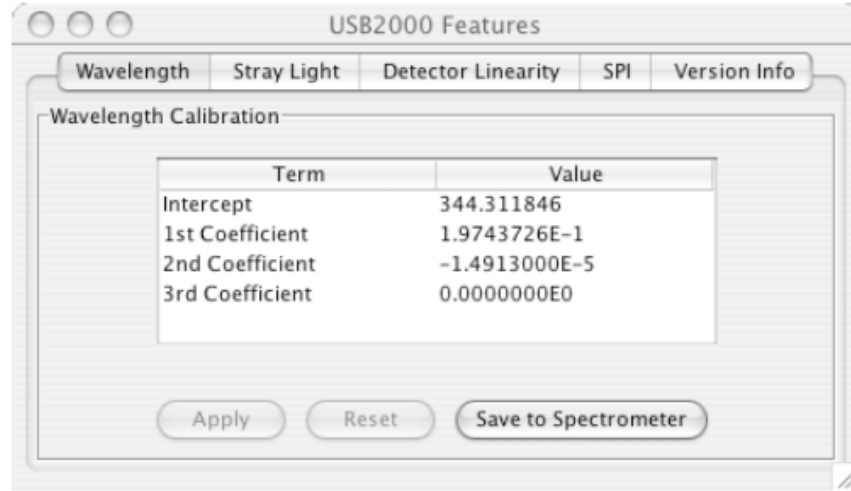 USB2000 Features
Wavelength Stray Light Detector Linearity SPI Version Info
Wavelength Calibration
Term Value
Intercept 344.311846
1st Coefficient 1.9743726E-1
2nd Coefficient -1.4913000E-5
3rd Coefficient 0.0000000E0
Apply Reset Save to Spectrometer